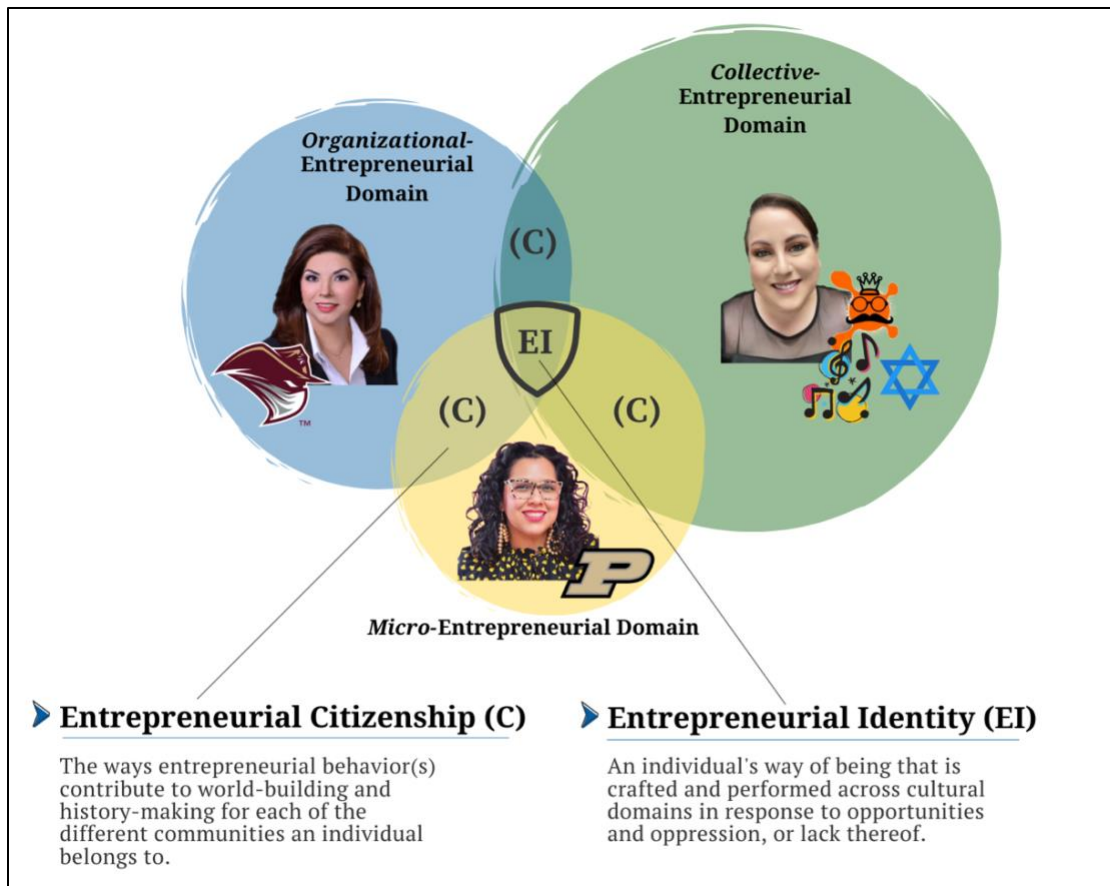 Collective-
Entrepreneurial
Domain
Organizational-
Entrepreneurial
Domain
(C)
EI
(C)
(C)
TM
P
Micro-Entrepreneurial Domain
Entrepreneurial Citizenship (C)
The ways entrepreneurial behavior(s)
contribute to world-building and
history-making for each of the
different communities an individual
belongs to.
Entrepreneurial Identity (EI)
An individual's way of being that is
crafted and performed across cultural
domains in response to opportunities
and oppression, or lack thereof.